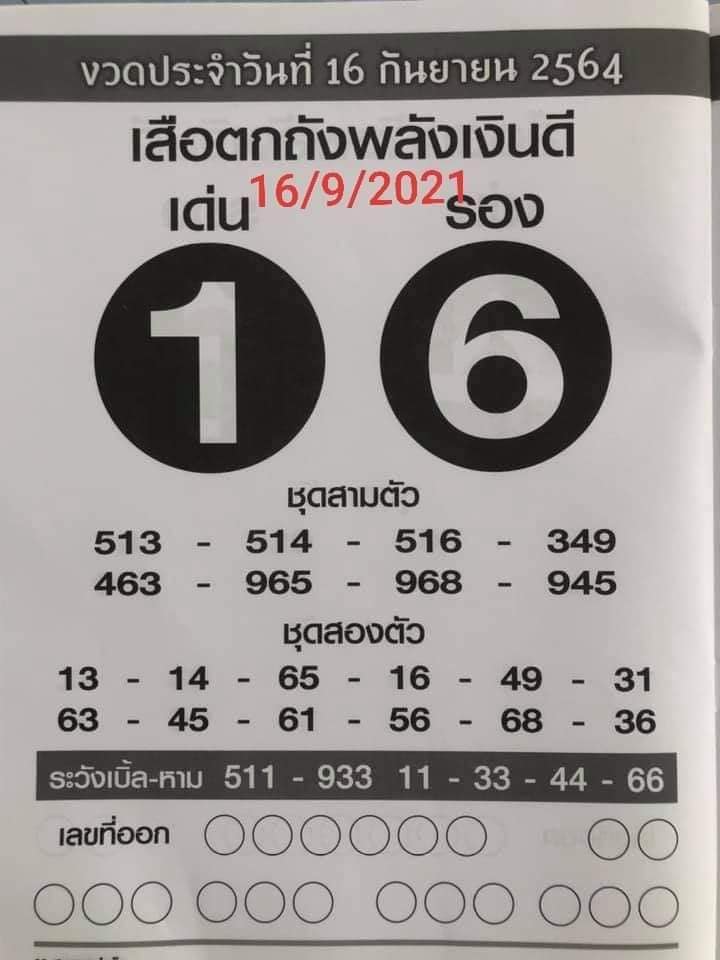 งวดประจำวันที่ 16 กันยายน 2564
เสือตกถังพลังเงินดี
16/9/2021
เด่น รอง
1 6
ชุดสามตัว
513 - 514 - 516 - 349
463 - 965 - 968 - 945
ชุดสองตัว
13 - 14 - 65 - 16 - 49 - 31
63 - 45 - 61 - 56 - 68 - 36
ระวังเบิ้ล-หาม 511 - 933 11 - 33 - 44 - 66
เลขที่ออก